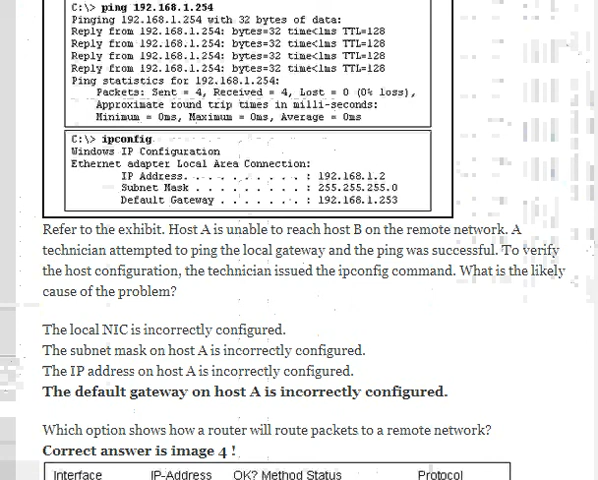 C:\> ping 192.168.1.254
Pinging 192.168.1.254 with 32 bytes of data:
Reply from 192.168.1.254: bytes=32 time<1ms TTL=128
Reply from 192.168.1.254: bytes=32 time<1ms TTL=128
Reply from 192.168.1.254: bytes=32 time<1ms TTL=128
Reply from 192.168.1.254: bytes=32 time<1ms TTL=128
Ping statistics for 192.168.1.254:
Packets: Sent = 4, Received = 4, Lost = 0 (0% loss),
Approximate round trip times in milli-seconds:
Minimum = 0ms, Maximum = 0ms, Average = 0ms
C:\> ipconfig
Windows IP Configuration
Ethernet adapter Local Area Connection:
IP Address. . . . . . . . . : 192.168.1.2
Subnet Mask . . . . . . . . : 255.255.255.0
Default Gateway . . . . . . : 192.168.1.253
Refer to the exhibit. Host A is unable to reach host B on the remote network. A
technician attempted to ping the local gateway and the ping was successful. To verify
the host configuration, the technician issued the ipconfig command. What is the likely
cause of the problem?
The local NIC is incorrectly configured.
The subnet mask on host A is incorrectly configured.
The IP address on host A is incorrectly configured.
The default gateway on host A is incorrectly configured.
Which option shows how a router will route packets to a remote network?
Correct answer is image 4 !
Interface IP-Address OK? Method Status Protocol